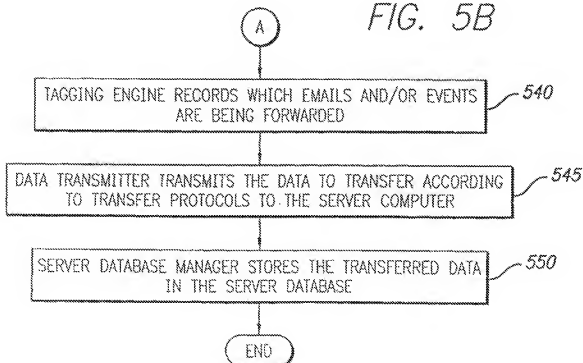 FIG. 5B
A
TAGGING ENGINE RECORDS WHICH EMAILS AND/OR EVENTS
ARE BEING FORWARDED
540
DATA TRANSMITTER TRANSMITS THE DATA TO TRANSFER ACCORDING
TO TRANSFER PROTOCOLS TO THE SERVER COMPUTER
545
SERVER DATABASE MANAGER STORES THE TRANSFERRED DATA
IN THE SERVER DATABASE
550
END